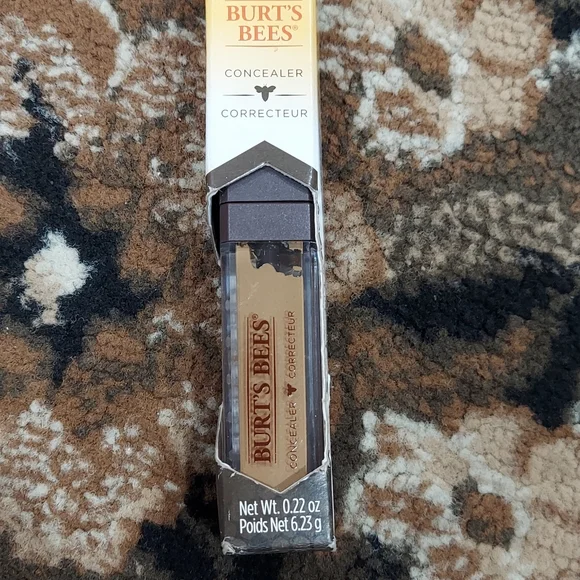 BURT'S
BEES®
CONCEALER
CORRECTEUR
BURT'S BEES®
CONCEALER CORRECTEUR
Net Wt. 0.22 oz
Poids Net 6.23 g